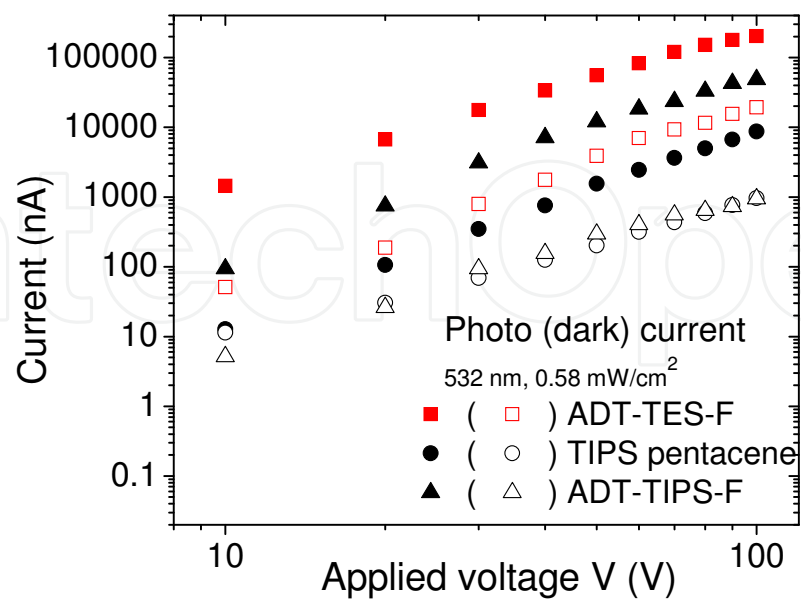 100000
10000
1000
100
10
1
0.1
Current (nA)
Photo (dark) current
532 nm, 0.58 mW/cm²
( ) ADT-TES-F
( ) TIPS pentacene
( ) ADT-TIPS-F
10 100
Applied voltage V (V)
ntechOpe